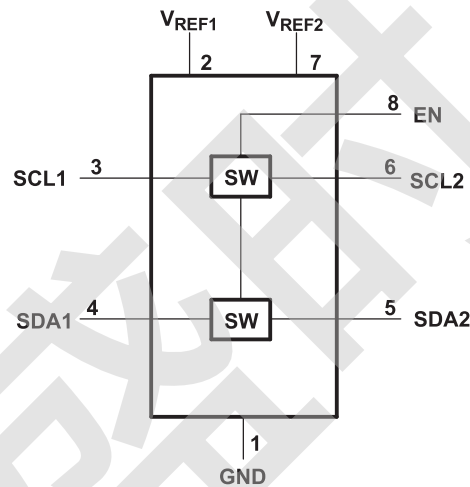 VREF1 VREF2
2 7
8 EN
3 6
SCL1 SW SCL2
4 5
SDA1 SW SDA2
1
GND